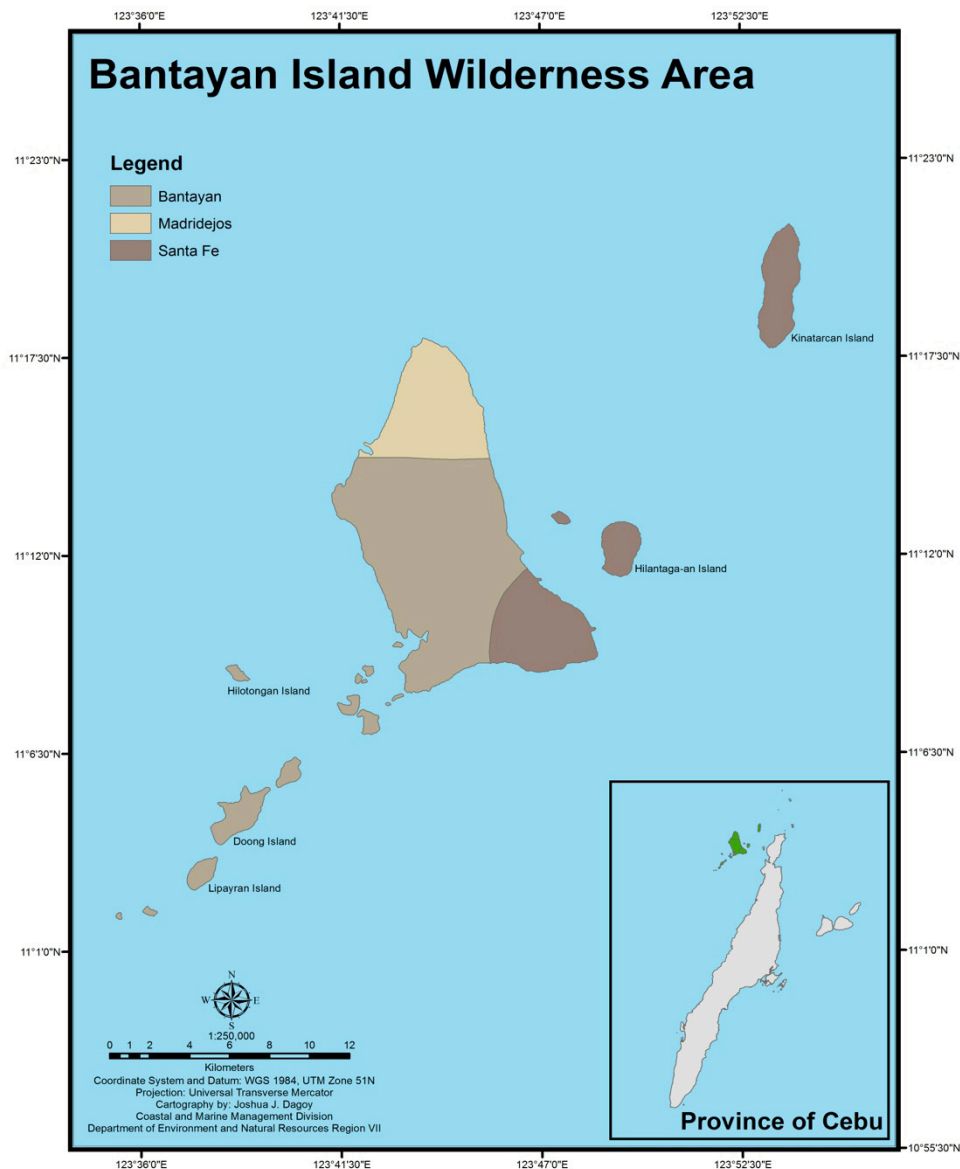 123°36'0"E 123°41'30"E 123°47'0"E 123°52'30"E
Bantayan Island Wilderness Area
11°23'0"N 11°23'0"N
Legend
Bantayan
Madridejos
Santa Fe
Kinatarcan Island
11°17'30"N 11°17'30"N
11°12'0"N 11°12'0"N
Hilantaga-an Island
Hilotongan Island
11°6'30"N 11°6'30"N
Doong Island
Lipayran Island
11°1'0"N 11°1'0"N
N
W E
S
1:250,000
0 1 2 4 6 8 10 12
Kilometers
Coordinate System and Datum: WGS 1984, UTM Zone 51N
Projection: Universal Transverse Mercator
Cartography by: Joshua J. Dagoy
Coastal and Marine Management Division
Department of Environment and Natural Resources Region VII
Province of Cebu
10°55'30"N
123°36'0"E 123°41'30"E 123°47'0"E 123°52'30"E